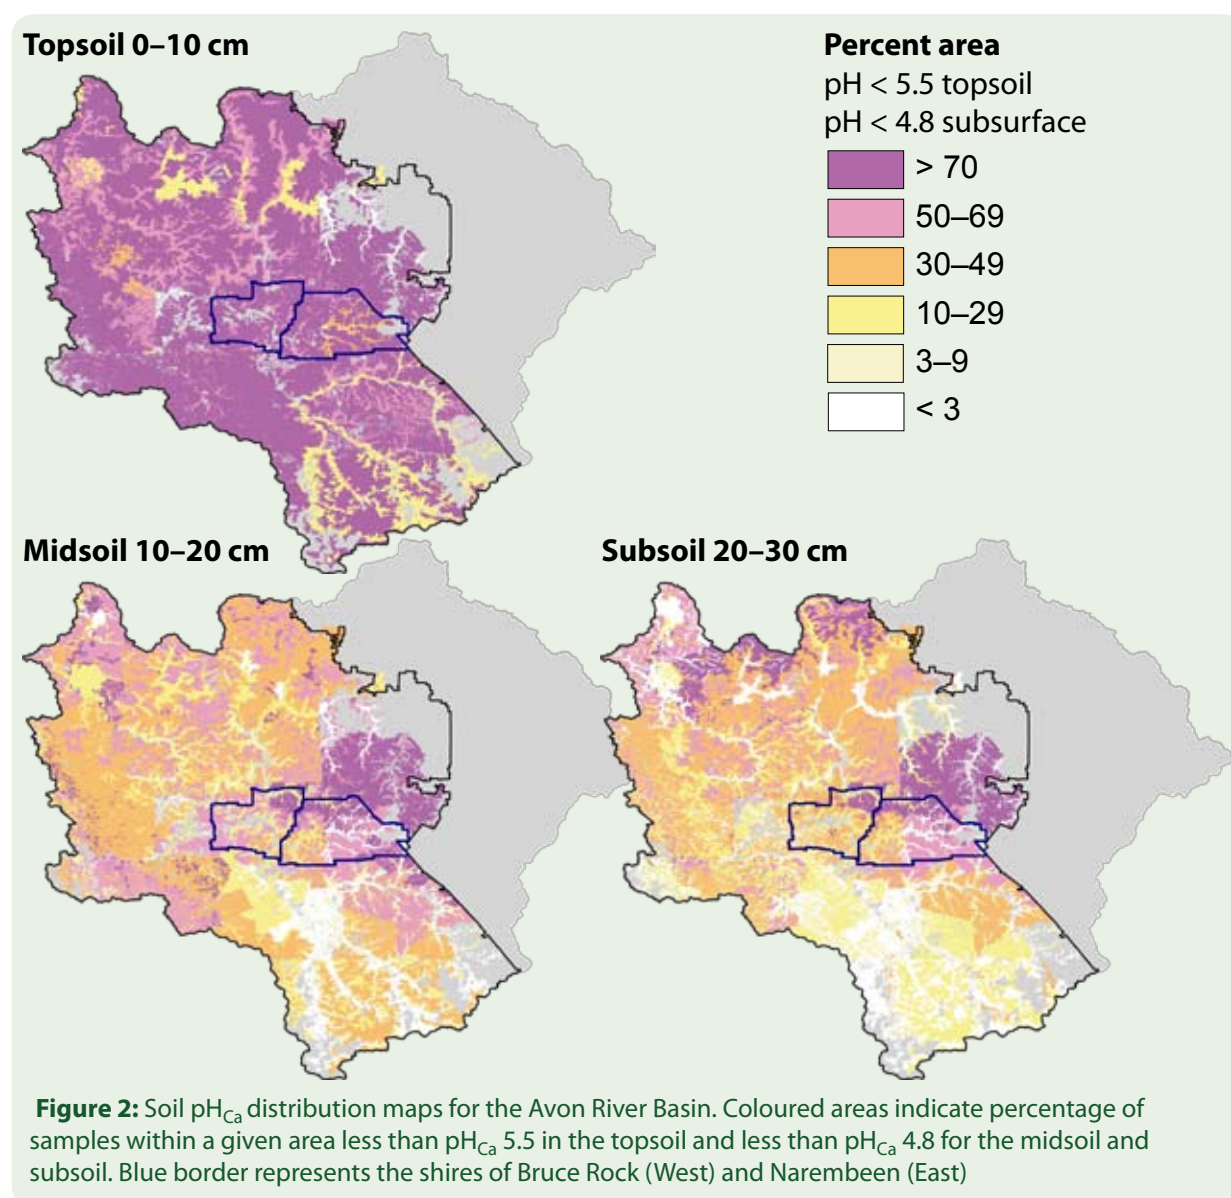 Topsoil 0–10 cm
Percent area
pH < 5.5 topsoil
pH < 4.8 subsurface
> 70
50–69
30–49
10–29
3–9
< 3
Midsoil 10–20 cm
Subsoil 20–30 cm
Figure 2: Soil pHCa distribution maps for the Avon River Basin. Coloured areas indicate percentage of
samples within a given area less than pHCa 5.5 in the topsoil and less than pHCa 4.8 for the midsoil and
subsoil. Blue border represents the shires of Bruce Rock (West) and Narembeen (East)